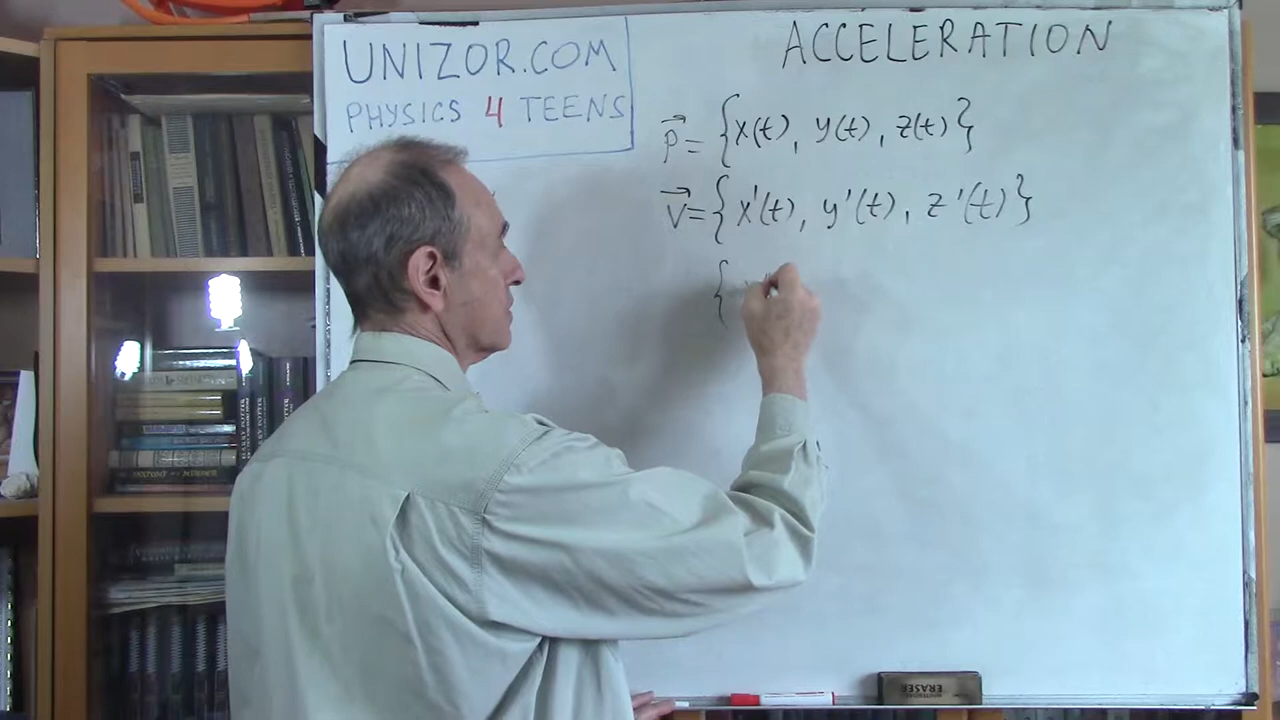 UNIZOR.COM
PHYSICS 4 TEENS
ACCELERATION
p⃗ = {x(t), y(t), z(t)}
V⃗ = {x'(t), y'(t), z'(t)}
{
ERASER